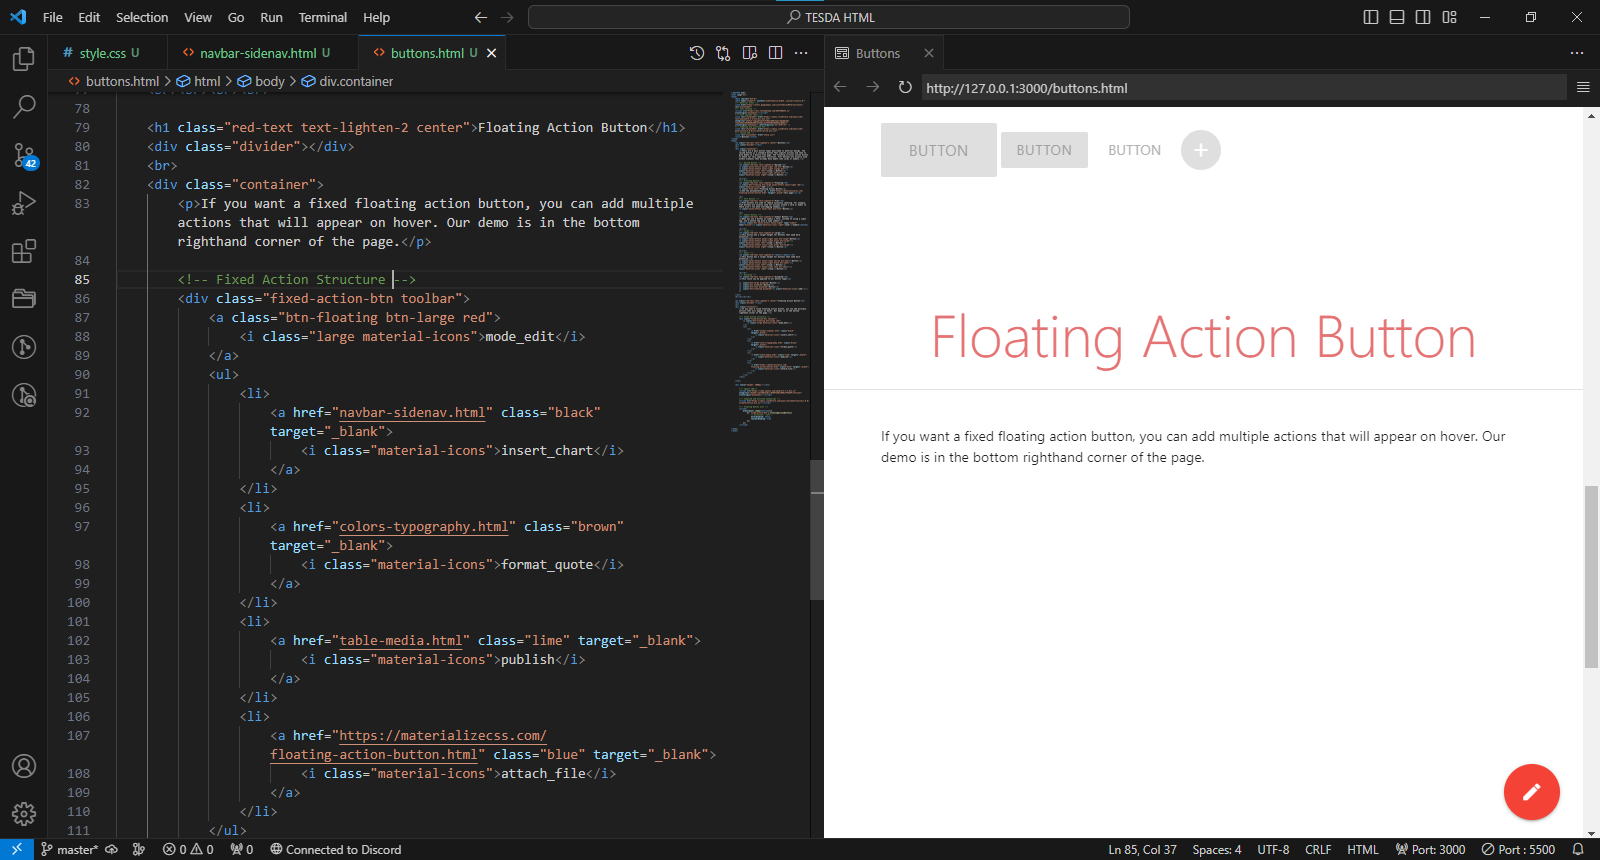 File Edit Selection View Go Run Terminal Help
TESDA HTML
style.css U
navbar-sidenav.html U
buttons.html U
Buttons
buttons.html > html > body > div.container
http://127.0.0.1:3000/buttons.html
78
79 <h1 class="red-text text-lighten-2 center">Floating Action Button</h1>
80 <div class="divider"></div>
81 <br>
82 <div class="container">
83 <p>If you want a fixed floating action button, you can add multiple
actions that will appear on hover. Our demo is in the bottom
righthand corner of the page.</p>
84
85 <!-- Fixed Action Structure -->
86 <div class="fixed-action-btn toolbar">
87 <a class="btn-floating btn-large red">
88 <i class="large material-icons">mode_edit</i>
89 </a>
90 <ul>
91 <li>
92 <a href="navbar-sidenav.html" class="black"
target="_blank">
93 <i class="material-icons">insert_chart</i>
94 </a>
95 </li>
96 <li>
97 <a href="colors-typography.html" class="brown"
target="_blank">
98 <i class="material-icons">format_quote</i>
99 </a>
100 </li>
101 <li>
102 <a href="table-media.html" class="lime" target="_blank">
103 <i class="material-icons">publish</i>
104 </a>
105 </li>
106 <li>
107 <a href="https://materializecss.com/
floating-action-button.html" class="blue" target="_blank">
108 <i class="material-icons">attach_file</i>
109 </a>
110 </li>
111 </ul>
BUTTON BUTTON BUTTON +
Floating Action Button
If you want a fixed floating action button, you can add multiple actions that will appear on hover. Our
demo is in the bottom righthand corner of the page.
42
master* 0 0 0 Connected to Discord
Ln 85, Col 37 Spaces: 4 UTF-8 CRLF HTML Port: 3000 Port : 5500